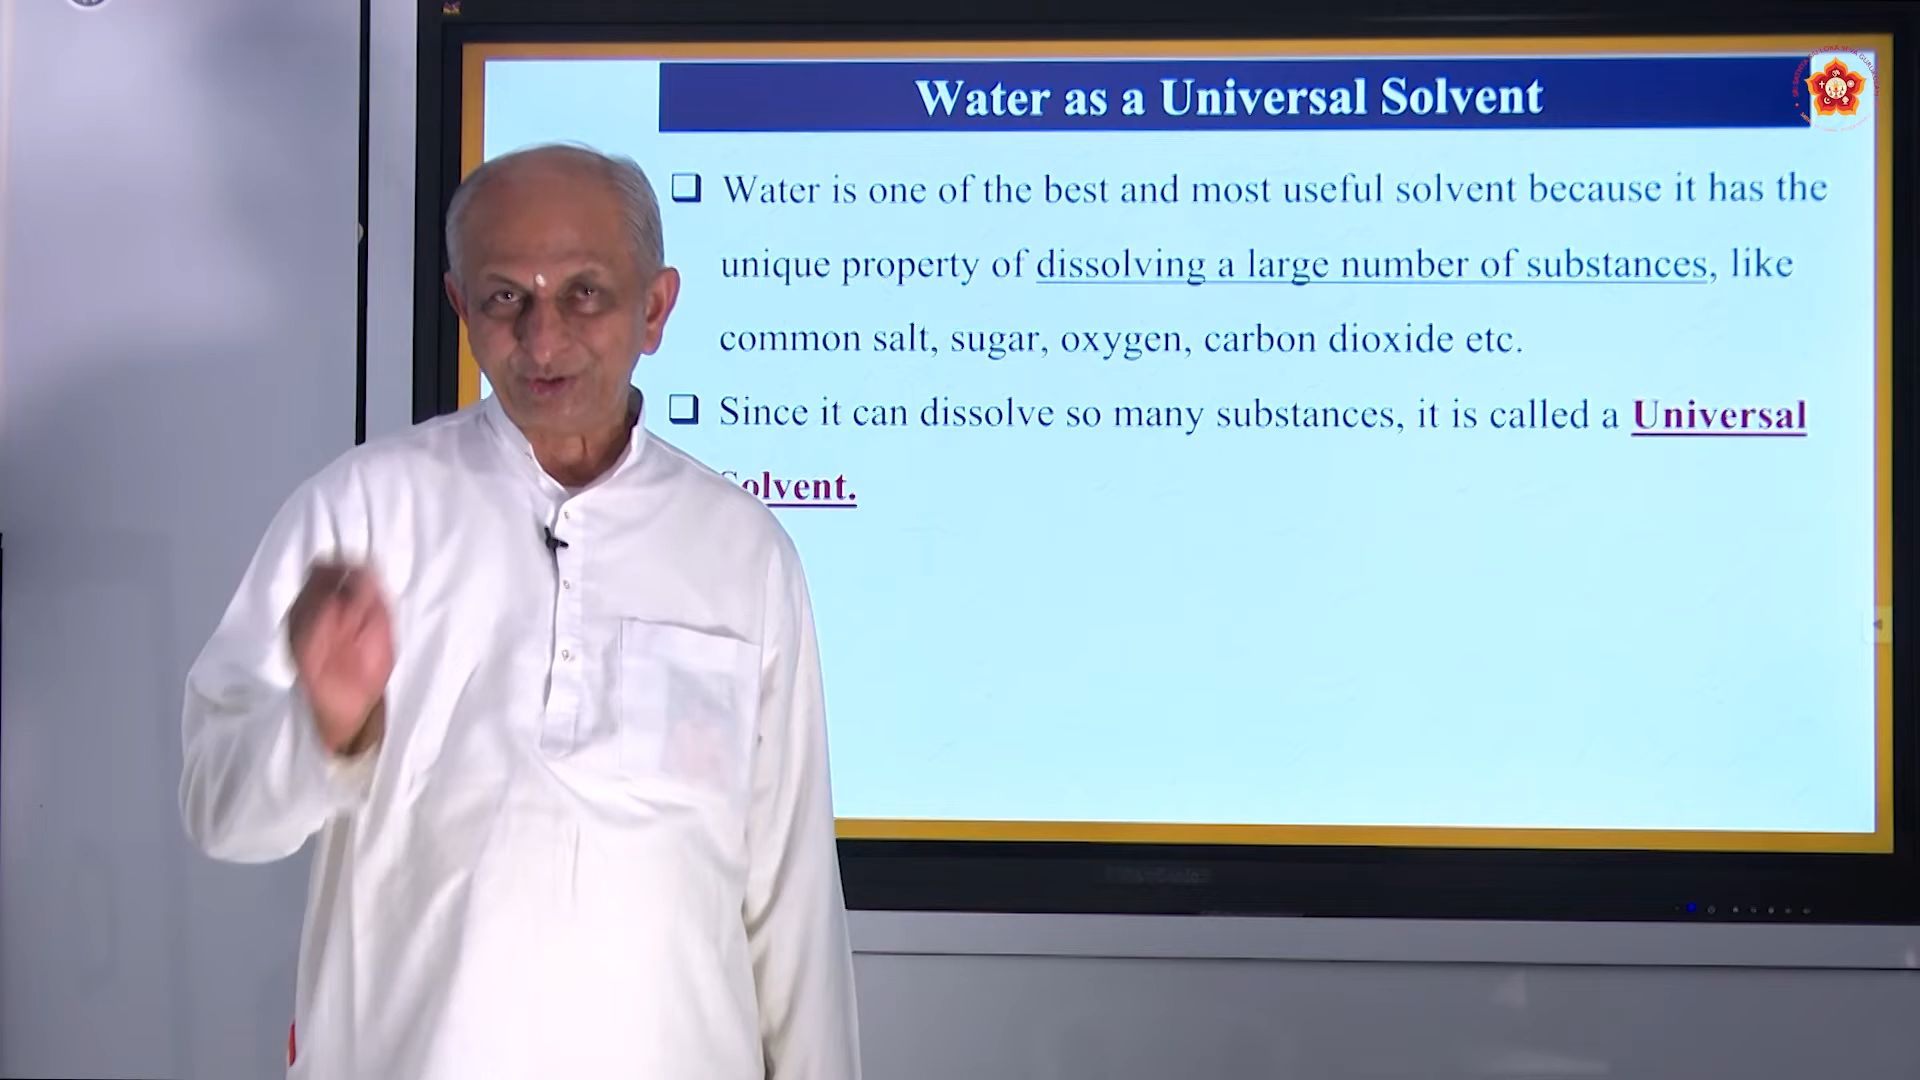 Water as a Universal Solvent
❑ Water is one of the best and most useful solvent because it has the
unique property of dissolving a large number of substances, like
common salt, sugar, oxygen, carbon dioxide etc.
❑ Since it can dissolve so many substances, it is called a Universal
Solvent.